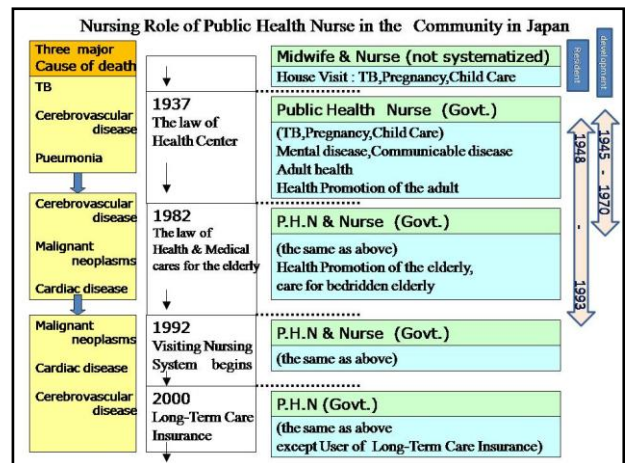 Nursing Role of Public Health Nurse in the Community in Japan
Three major
Cause of death
TB
Cerebrovascular
disease
Pueumonia
Cerebrovascular
disease
Malignant
neoplasms
Cardiac disease
Malignant
neoplasms
Cardiac disease
Cerebrovascular
disease
1937
The law of
Health Center
1982
The law of
Health & Medical
cares for the elderly
1992
Visiting Nursing
System begins
2000
Long-Term Care
Insurance
Midwife & Nurse (not systematized)
House Visit : TB,Pregnancy,Child Care
Public Health Nurse (Govt.)
(TB,Pregnancy,Child Care)
Mental disease,Communicable disease
Adult health
Health Promotion of the adult
P.H.N & Nurse (Govt.)
(the same as above)
Health Promotion of the elderly,
care for bedridden elderly
P.H.N & Nurse (Govt.)
(the same as above)
P.H.N (Govt.)
(the same as above
except User of Long-Term Care Insurance)
Resident
development
1948 - 1993
1945 - 1970